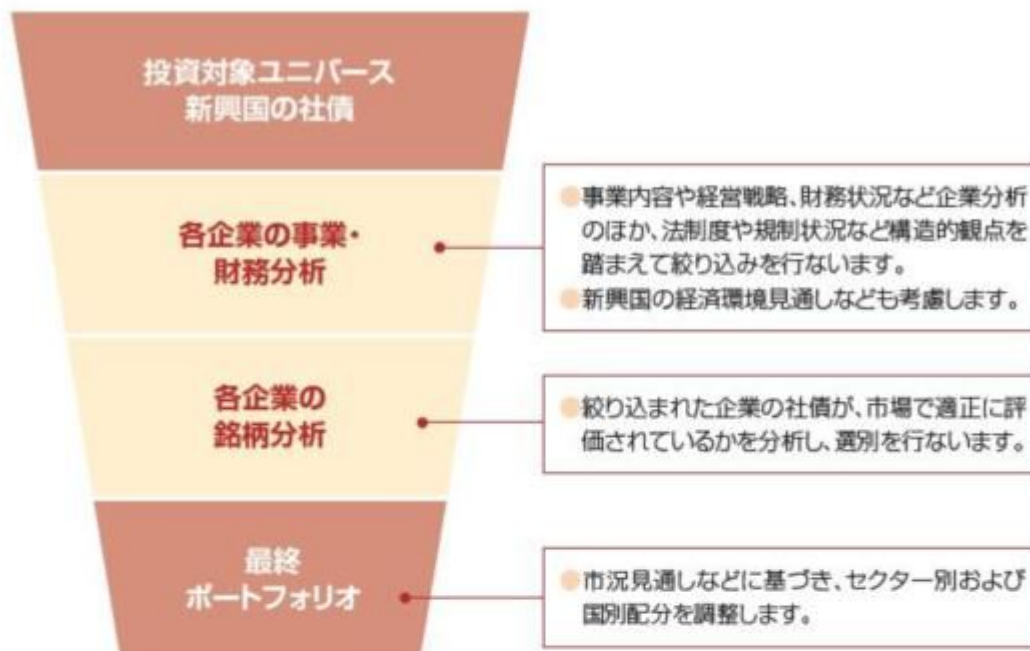 投資対象ユニバース
新興国の社債
各企業の事業・
財務分析
●事業内容や経営戦略、財務状況など企業分析
のほか、法制度や規制状況など構造的観点を
踏まえて絞り込みを行ないます。
●新興国の経済環境見通しなども考慮します。
各企業の
銘柄分析
●絞り込まれた企業の社債が、市場で適正に評
価されているかを分析し、選別を行ないます。
最終
ポートフォリオ
●市況見通しなどに基づき、セクター別および
国別配分を調整します。